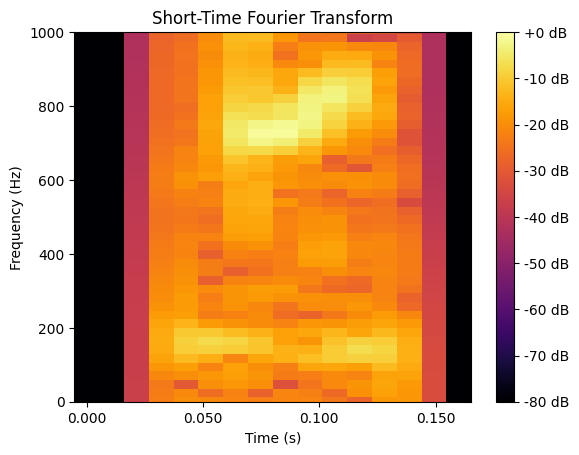 Short-Time Fourier Transform
Frequency (Hz)
1000
800
600
400
200
0
0.000
0.050
0.100
0.150
Time (s)
+0 dB
-10 dB
-20 dB
-30 dB
-40 dB
-50 dB
-60 dB
-70 dB
-80 dB